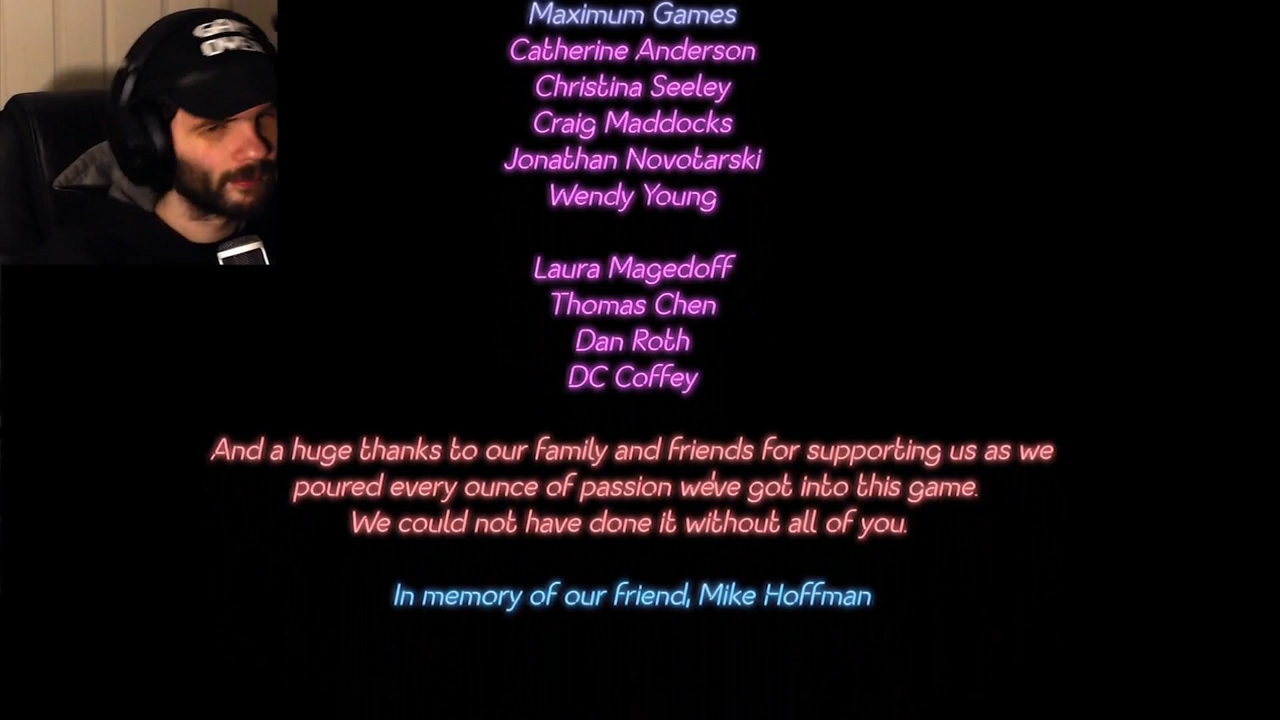 GAME
OVER
Maximum Games
Catherine Anderson
Christina Seeley
Craig Maddocks
Jonathan Novotarski
Wendy Young
Laura Magedoff
Thomas Chen
Dan Roth
DC Coffey
And a huge thanks to our family and friends for supporting us as we
poured every ounce of passion we've got into this game.
We could not have done it without all of you.
In memory of our friend, Mike Hoffman